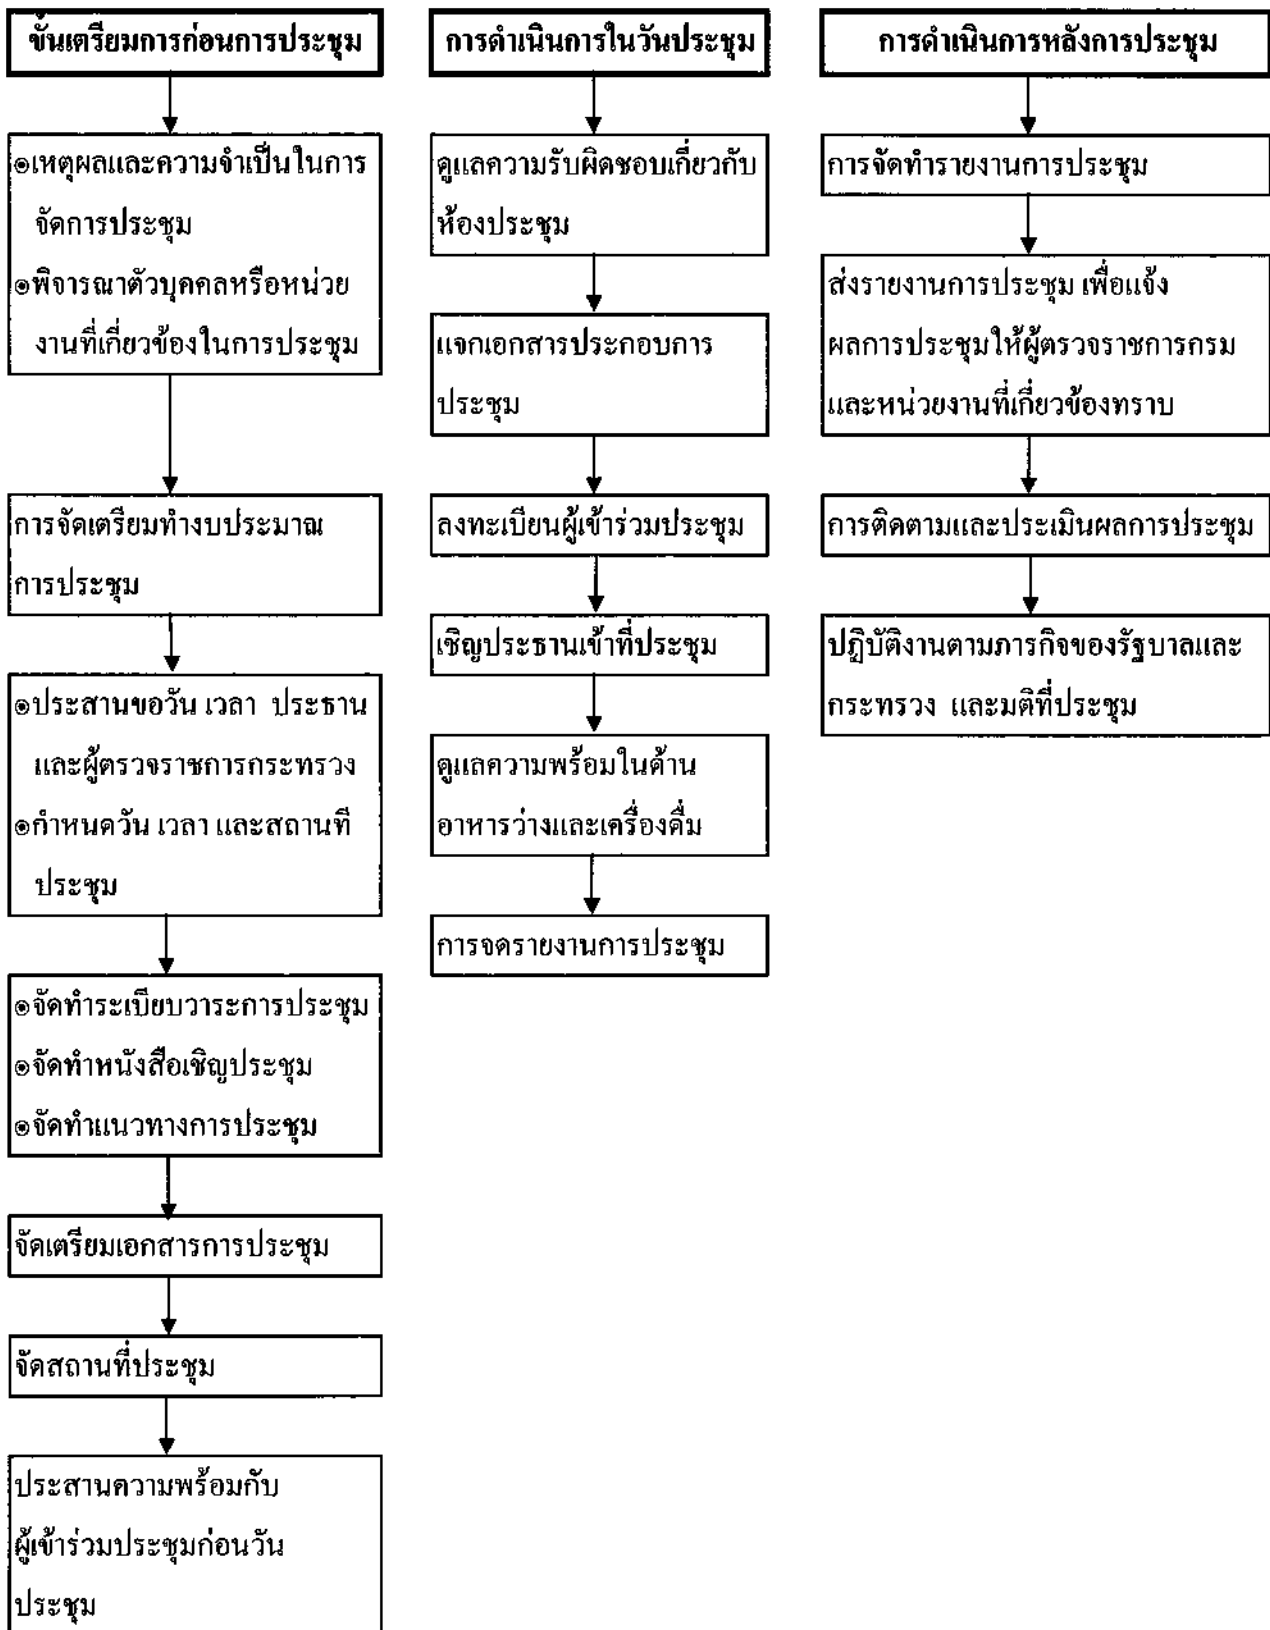 ขั้นเตรียมการก่อนการประชุม
๏เหตุผลและความจำเป็นในการ
จัดการประชุม
๏พิจารณาตัวบุคคลหรือหน่วย
งานที่เกี่ยวข้องในการประชุม
การจัดเตรียมทำงบประมาณ
การประชุม
๏ประสานขอวัน เวลา ประธาน
และผู้ตรวจราชการกระทรวง
๏กำหนดวัน เวลา และสถานที่
ประชุม
๏จัดทำระเบียบวาระการประชุม
๏จัดทำหนังสือเชิญประชุม
๏จัดทำแนวทางการประชุม
จัดเตรียมเอกสารการประชุม
จัดสถานที่ประชุม
ประสานความพร้อมกับ
ผู้เข้าร่วมประชุมก่อนวัน
ประชุม
การดำเนินการในวันประชุม
ดูแลความรับผิดชอบเกี่ยวกับ
ห้องประชุม
แจกเอกสารประกอบการ
ประชุม
ลงทะเบียนผู้เข้าร่วมประชุม
เชิญประธานเข้าที่ประชุม
ดูแลความพร้อมในด้าน
อาหารว่างและเครื่องดื่ม
การจดรายงานการประชุม
การดำเนินการหลังการประชุม
การจัดทำรายงานการประชุม
ส่งรายงานการประชุม เพื่อแจ้ง
ผลการประชุมให้ผู้ตรวจราชการกรม
และหน่วยงานที่เกี่ยวข้องทราบ
การติดตามและประเมินผลการประชุม
ปฏิบัติงานตามภารกิจของรัฐบาลและ
กระทรวง และมติที่ประชุม